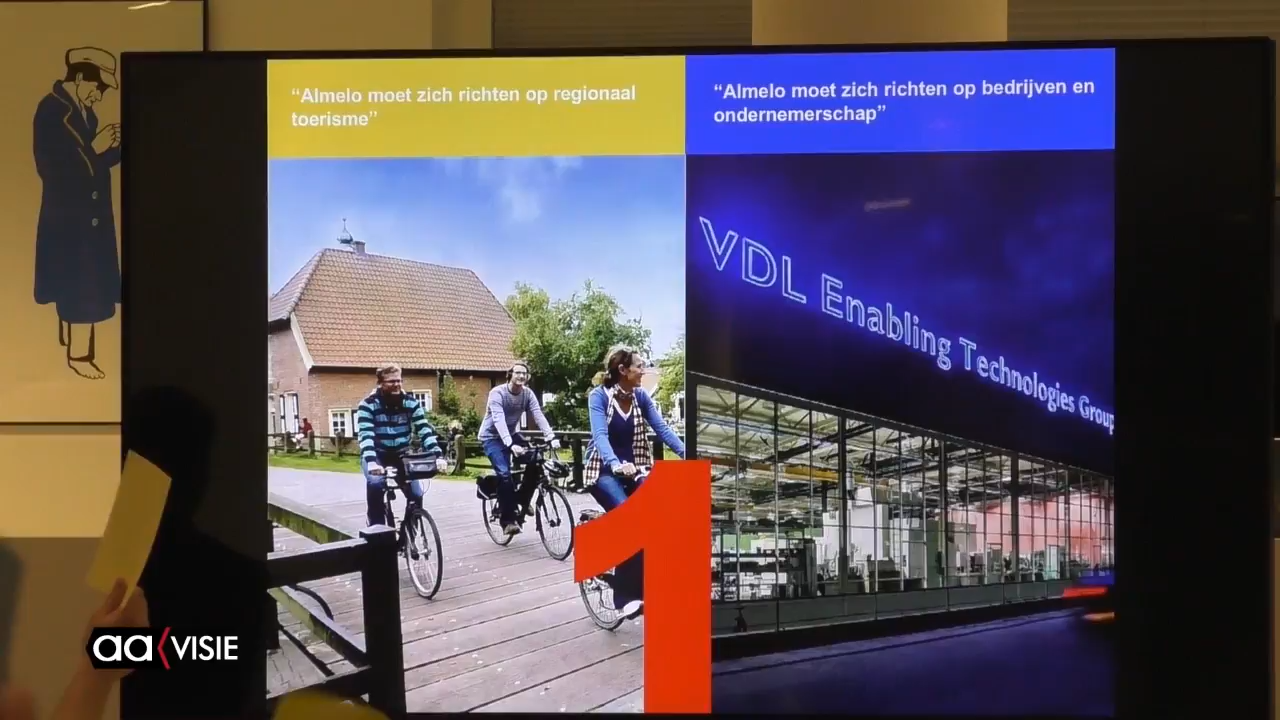 “Almelo moet zich richten op regionaal
toerisme”
“Almelo moet zich richten op bedrijven en
ondernemerschap”
VDL Enabling Technologies Group
1
aa VISIE